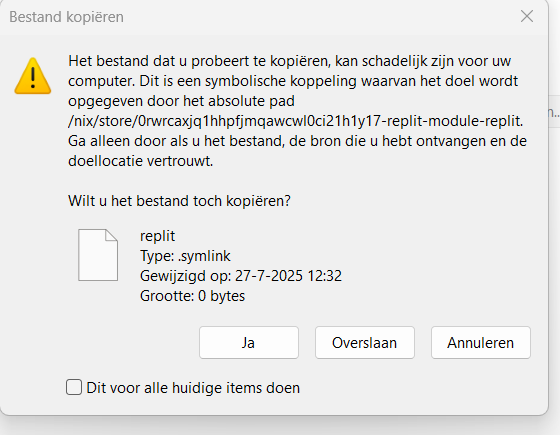 Bestand kopiëren
Het bestand dat u probeert te kopiëren, kan schadelijk zijn voor uw
computer. Dit is een symbolische koppeling waarvan het doel wordt
opgegeven door het absolute pad
/nix/store/0rwrcaxjq1hhpfjmqawcwl0ci21h1y17-replit-module-replit.
Ga alleen door als u het bestand, de bron die u hebt ontvangen en de
doellocatie vertrouwt.
Wilt u het bestand toch kopiëren?
replit
Type: .symlink
Gewijzigd op: 27-7-2025 12:32
Grootte: 0 bytes
Ja
Overslaan
Annuleren
Dit voor alle huidige items doen